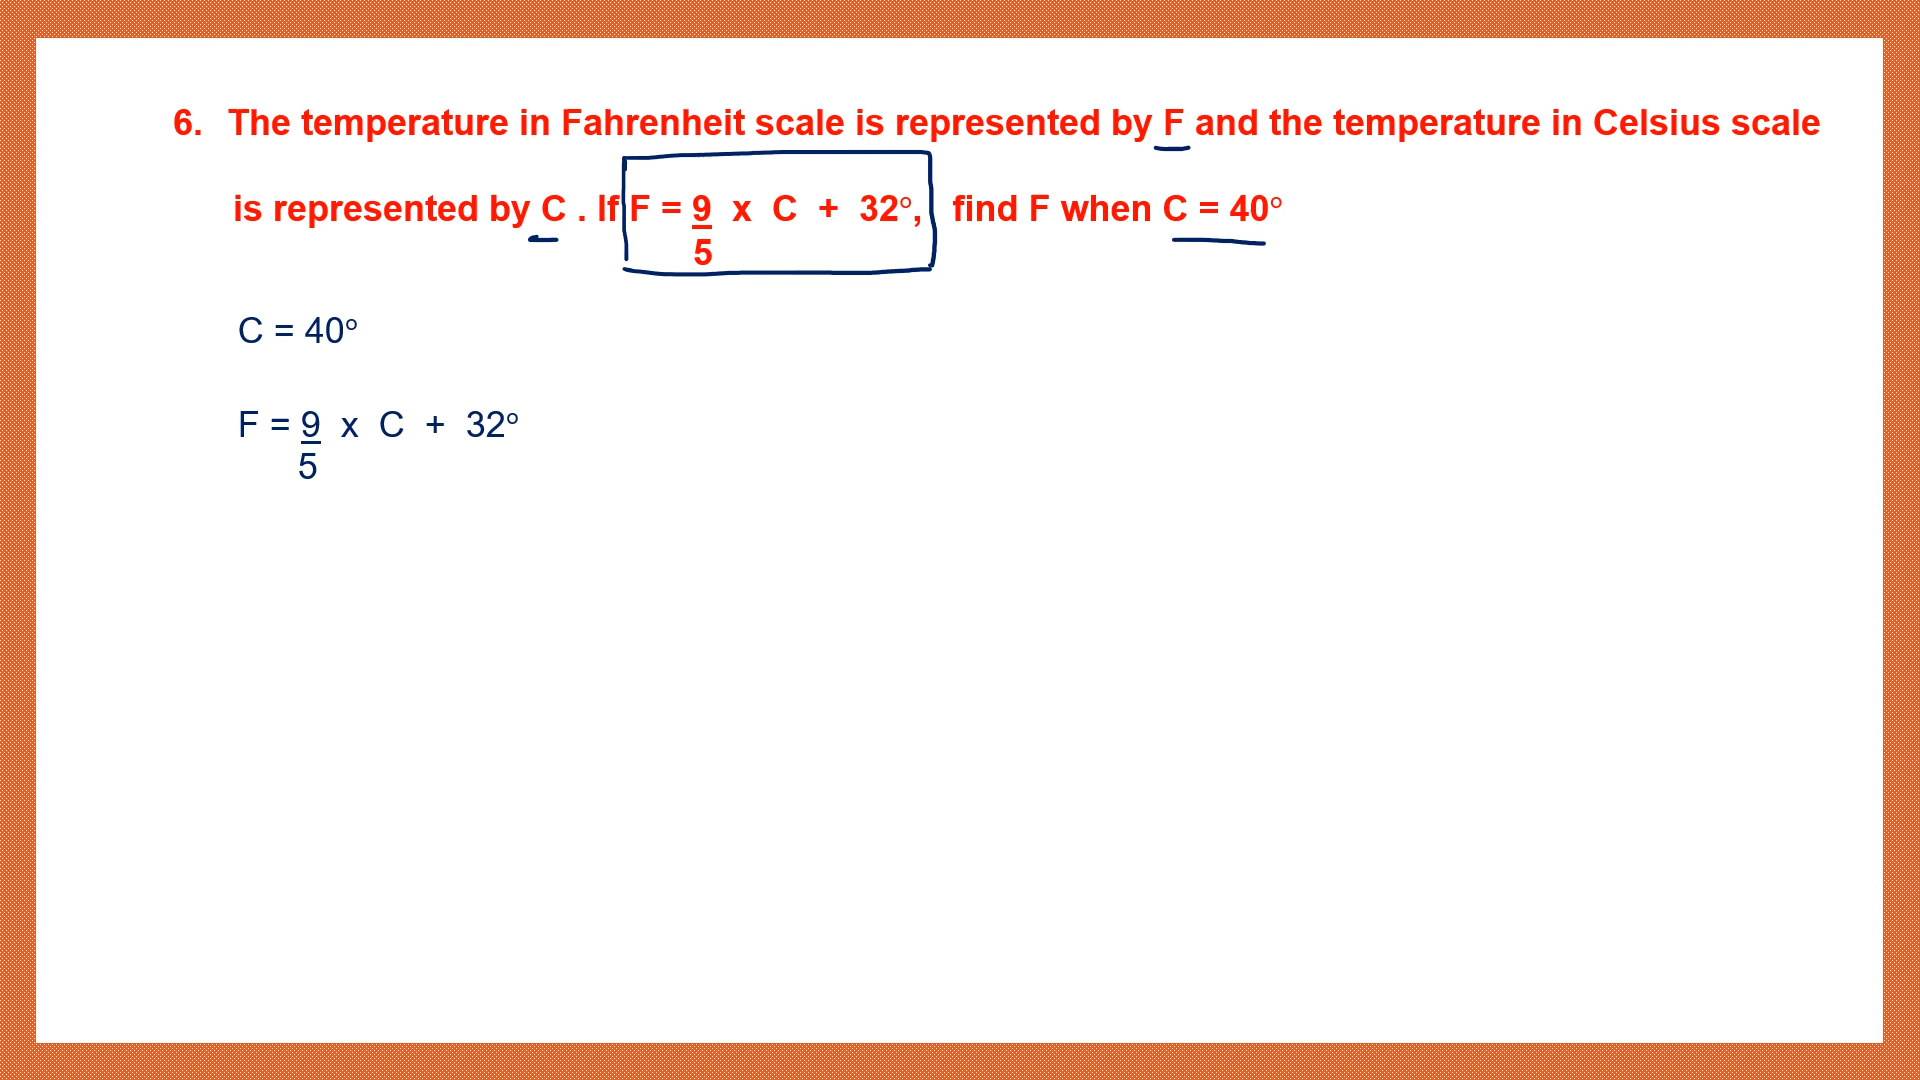 6. The temperature in Fahrenheit scale is represented by F and the temperature in Celsius scale
is represented by C . If F = 9 x C + 32°, find F when C = 40°
5
C = 40°
F = 9 x C + 32°
5